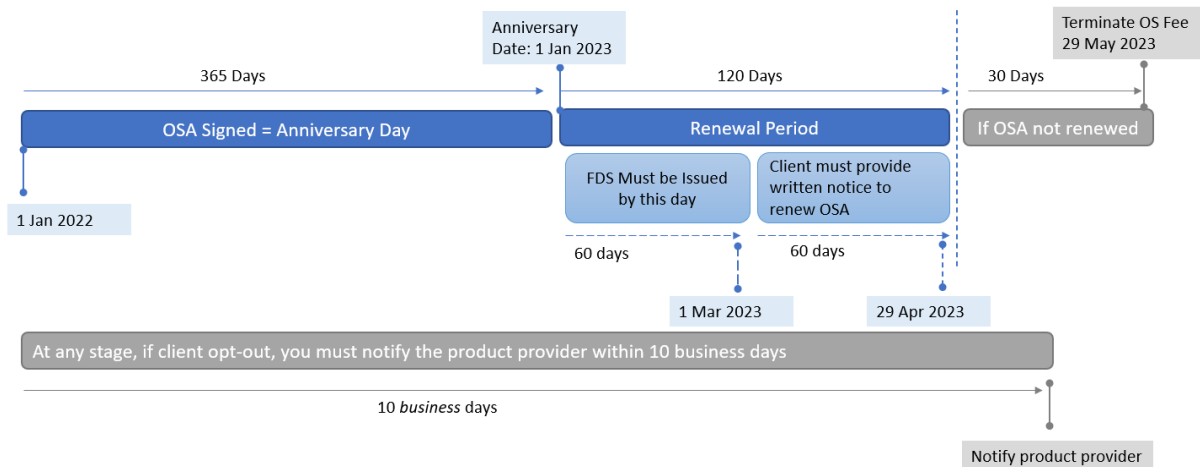 Terminate OS Fee
29 May 2023
Anniversary
Date: 1 Jan 2023
365 Days
120 Days
30 Days
OSA Signed = Anniversary Day
Renewal Period
If OSA not renewed
FDS Must be Issued
by this day
Client must provide
written notice to
renew OSA
1 Jan 2022
60 days
60 days
1 Mar 2023
29 Apr 2023
At any stage, if client opt-out, you must notify the product provider within 10 business days
10 business days
Notify product provider